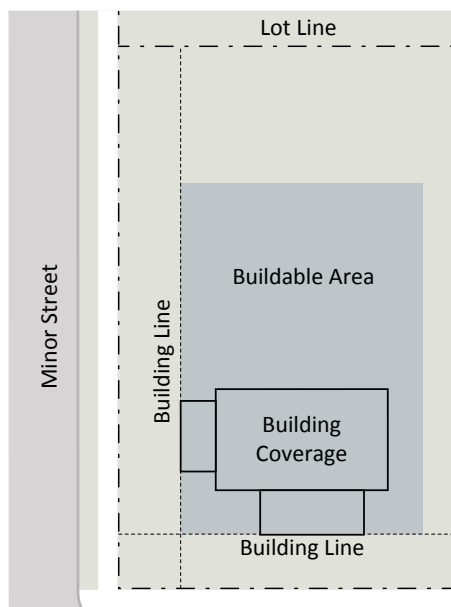 Lot Line
Buildable Area
Minor Street
Building Line
Building
Coverage
Building Line